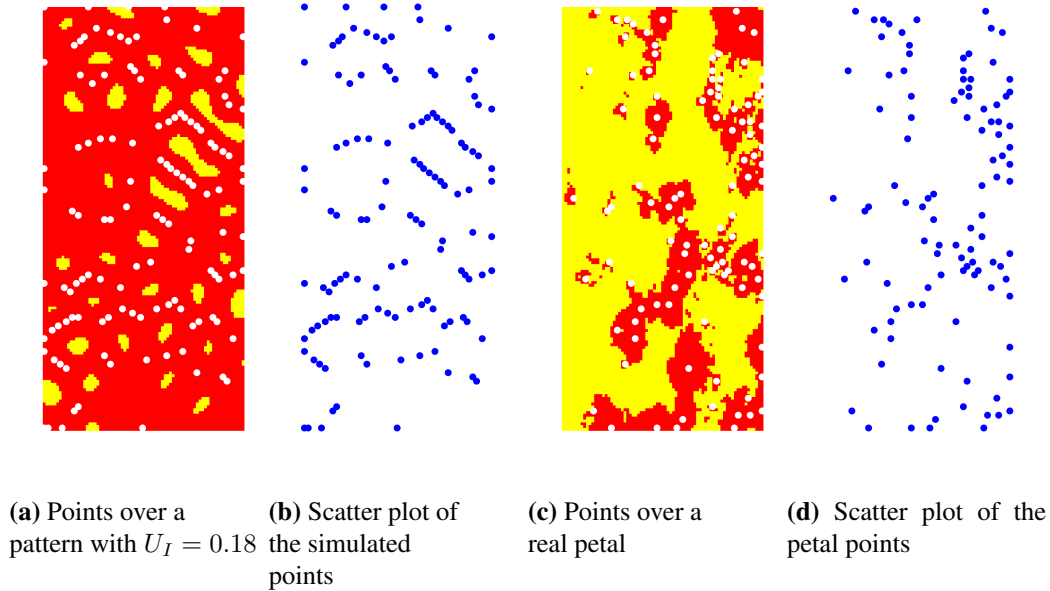 (a) Points over a
pattern with U_I = 0.18
(b) Scatter plot of
the simulated
points
(c) Points over a
real petal
(d) Scatter plot of the
petal points